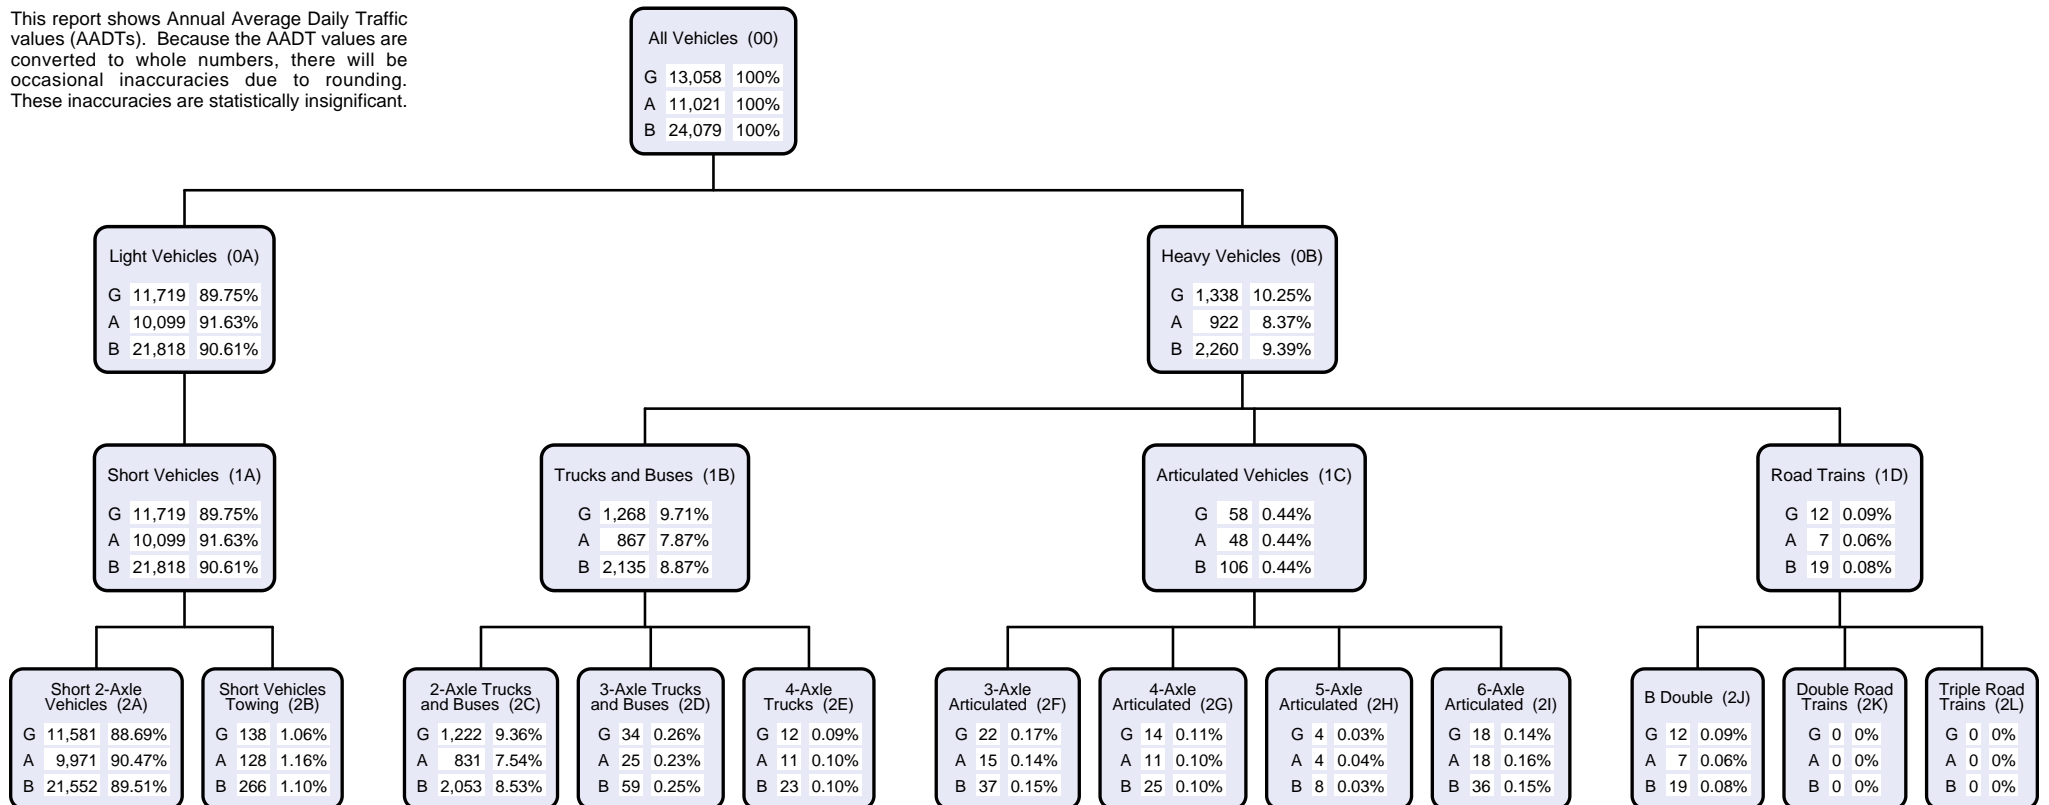 This report shows Annual Average Daily Traffic
values (AADTs). Because the AADT values are
converted to whole numbers, there will be
occasional inaccuracies due to rounding.
These inaccuracies are statistically insignificant.
All Vehicles (00)
G 13,058 100%
A 11,021 100%
B 24,079 100%
Light Vehicles (0A)
G 11,719 89.75%
A 10,099 91.63%
B 21,818 90.61%
Heavy Vehicles (0B)
G 1,338 10.25%
A 922 8.37%
B 2,260 9.39%
Short Vehicles (1A)
G 11,719 89.75%
A 10,099 91.63%
B 21,818 90.61%
Trucks and Buses (1B)
G 1,268 9.71%
A 867 7.87%
B 2,135 8.87%
Articulated Vehicles (1C)
G 58 0.44%
A 48 0.44%
B 106 0.44%
Road Trains (1D)
G 12 0.09%
A 7 0.06%
B 19 0.08%
Short 2-Axle
Vehicles (2A)
G 11,581 88.69%
A 9,971 90.47%
B 21,552 89.51%
Short Vehicles
Towing (2B)
G 138 1.06%
A 128 1.16%
B 266 1.10%
2-Axle Trucks
and Buses (2C)
G 1,222 9.36%
A 831 7.54%
B 2,053 8.53%
3-Axle Trucks
and Buses (2D)
G 34 0.26%
A 25 0.23%
B 59 0.25%
4-Axle
Trucks (2E)
G 12 0.09%
A 11 0.10%
B 23 0.10%
3-Axle
Articulated (2F)
G 22 0.17%
A 15 0.14%
B 37 0.15%
4-Axle
Articulated (2G)
G 14 0.11%
A 11 0.10%
B 25 0.10%
5-Axle
Articulated (2H)
G 4 0.03%
A 4 0.04%
B 8 0.03%
6-Axle
Articulated (2I)
G 18 0.14%
A 18 0.16%
B 36 0.15%
B Double (2J)
G 12 0.09%
A 7 0.06%
B 19 0.08%
Double Road
Trains (2K)
G 0 0%
A 0 0%
B 0 0%
Triple Road
Trains (2L)
G 0 0%
A 0 0%
B 0 0%